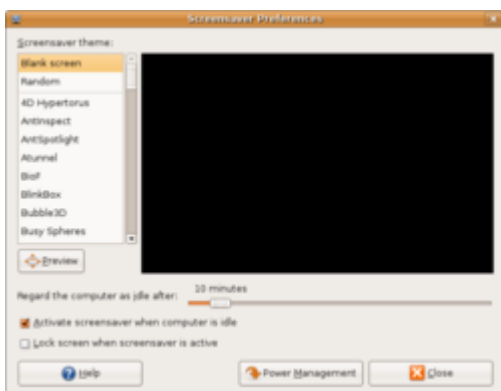 Screensaver Preferences
Screensaver theme:
Blank screen
Random
4D Hypertorus
AntInspect
AntSpotlight
Atunnel
BioF
BlinkBox
Bubble3D
Busy Spheres
Preview
Regard the computer as idle after:
10 minutes
Activate screensaver when computer is idle
Lock screen when screensaver is active
Help
Power Management
Close